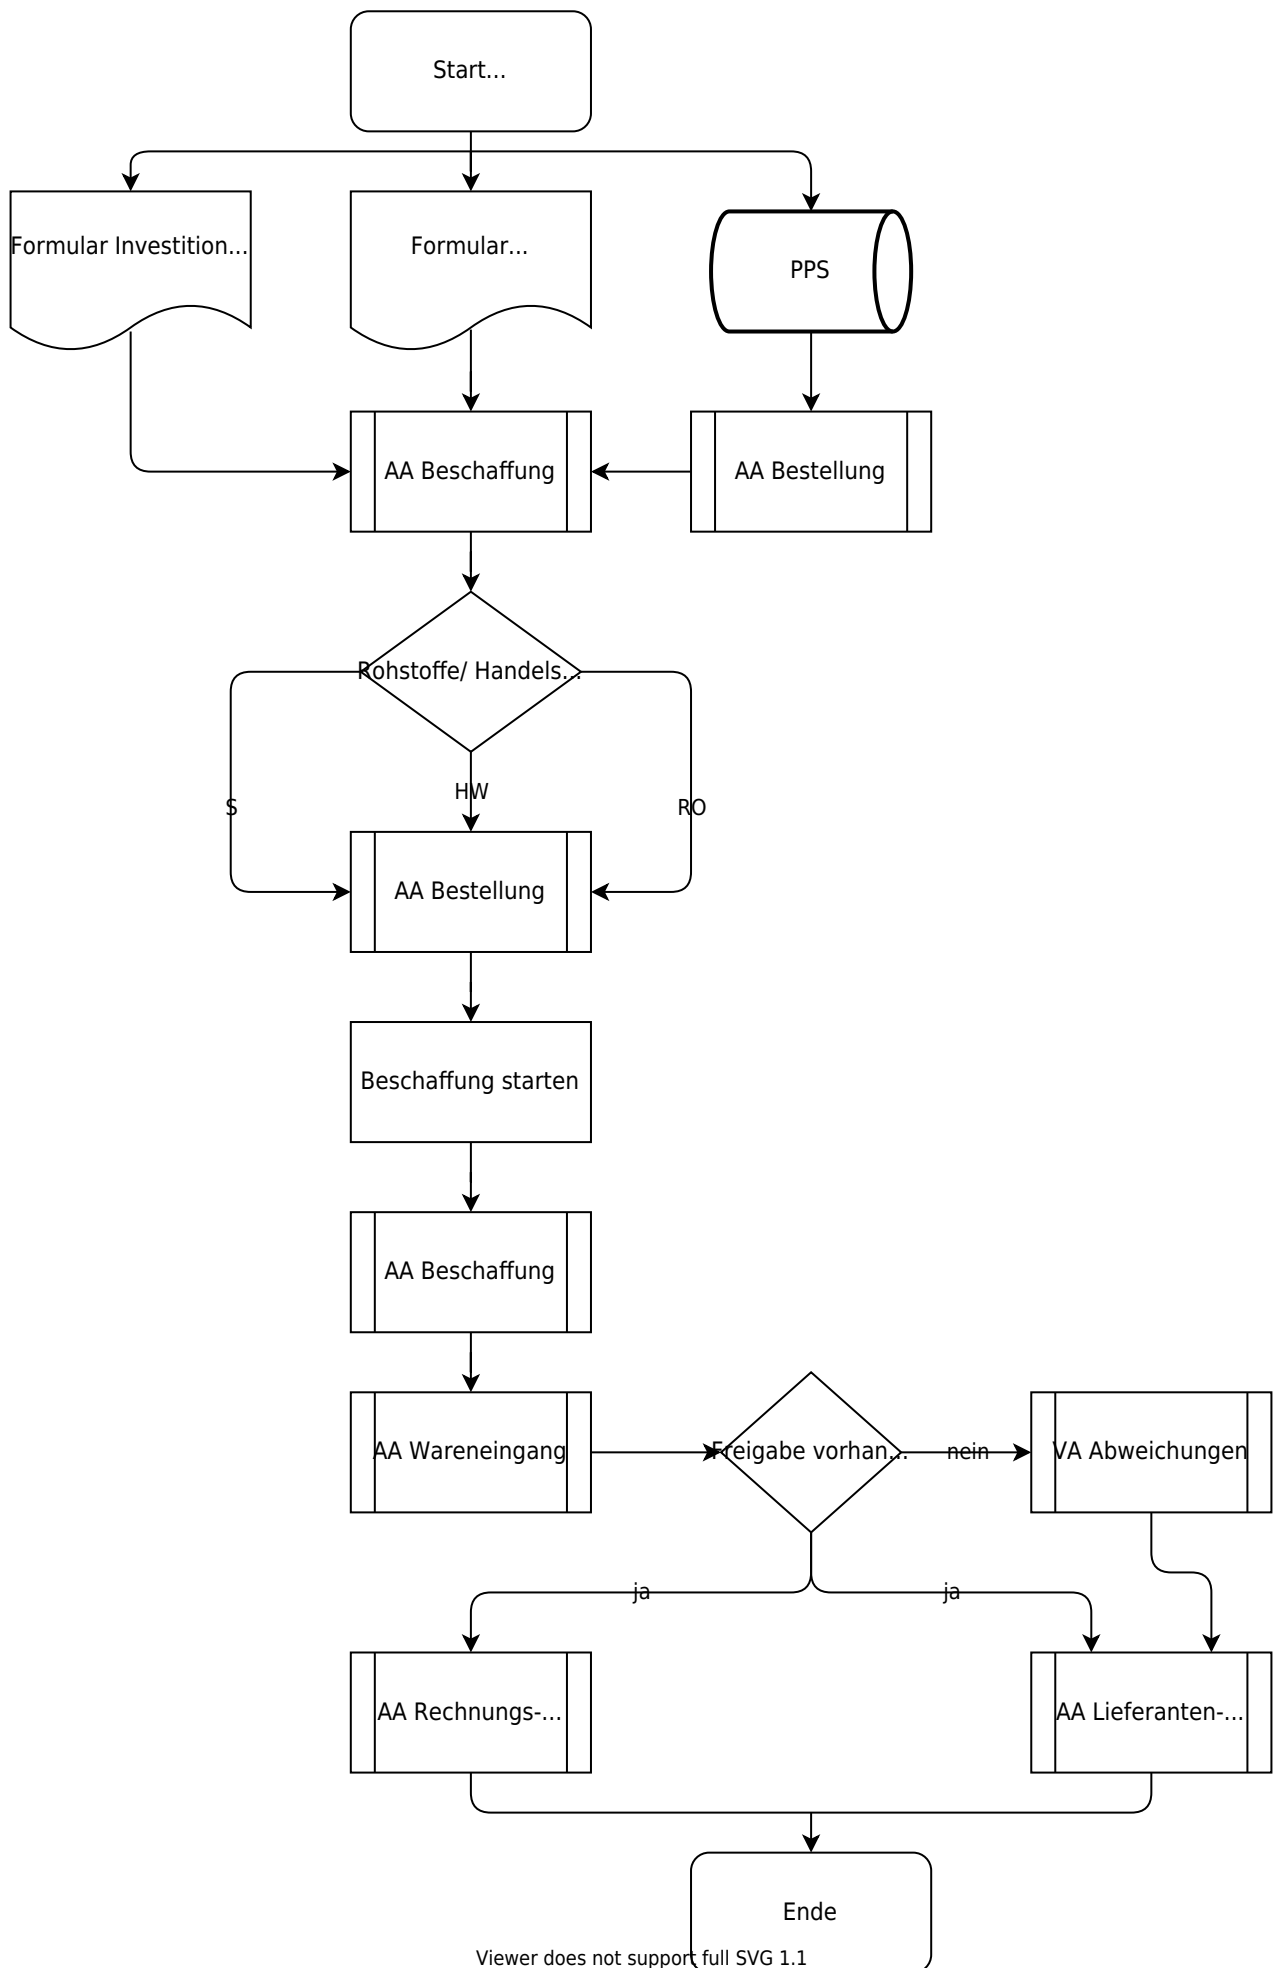 Start...
Formular Investition...
Formular...
PPS
AA Beschaffung
AA Bestellung
Rohstoffe/ Handels...
S
HW
RO
AA Bestellung
Beschaffung starten
AA Beschaffung
AA Wareneingang
Freigabe vorhan...
nein
VA Abweichungen
ja
ja
AA Rechnungs-...
AA Lieferanten-...
Ende
Viewer does not support full SVG 1.1